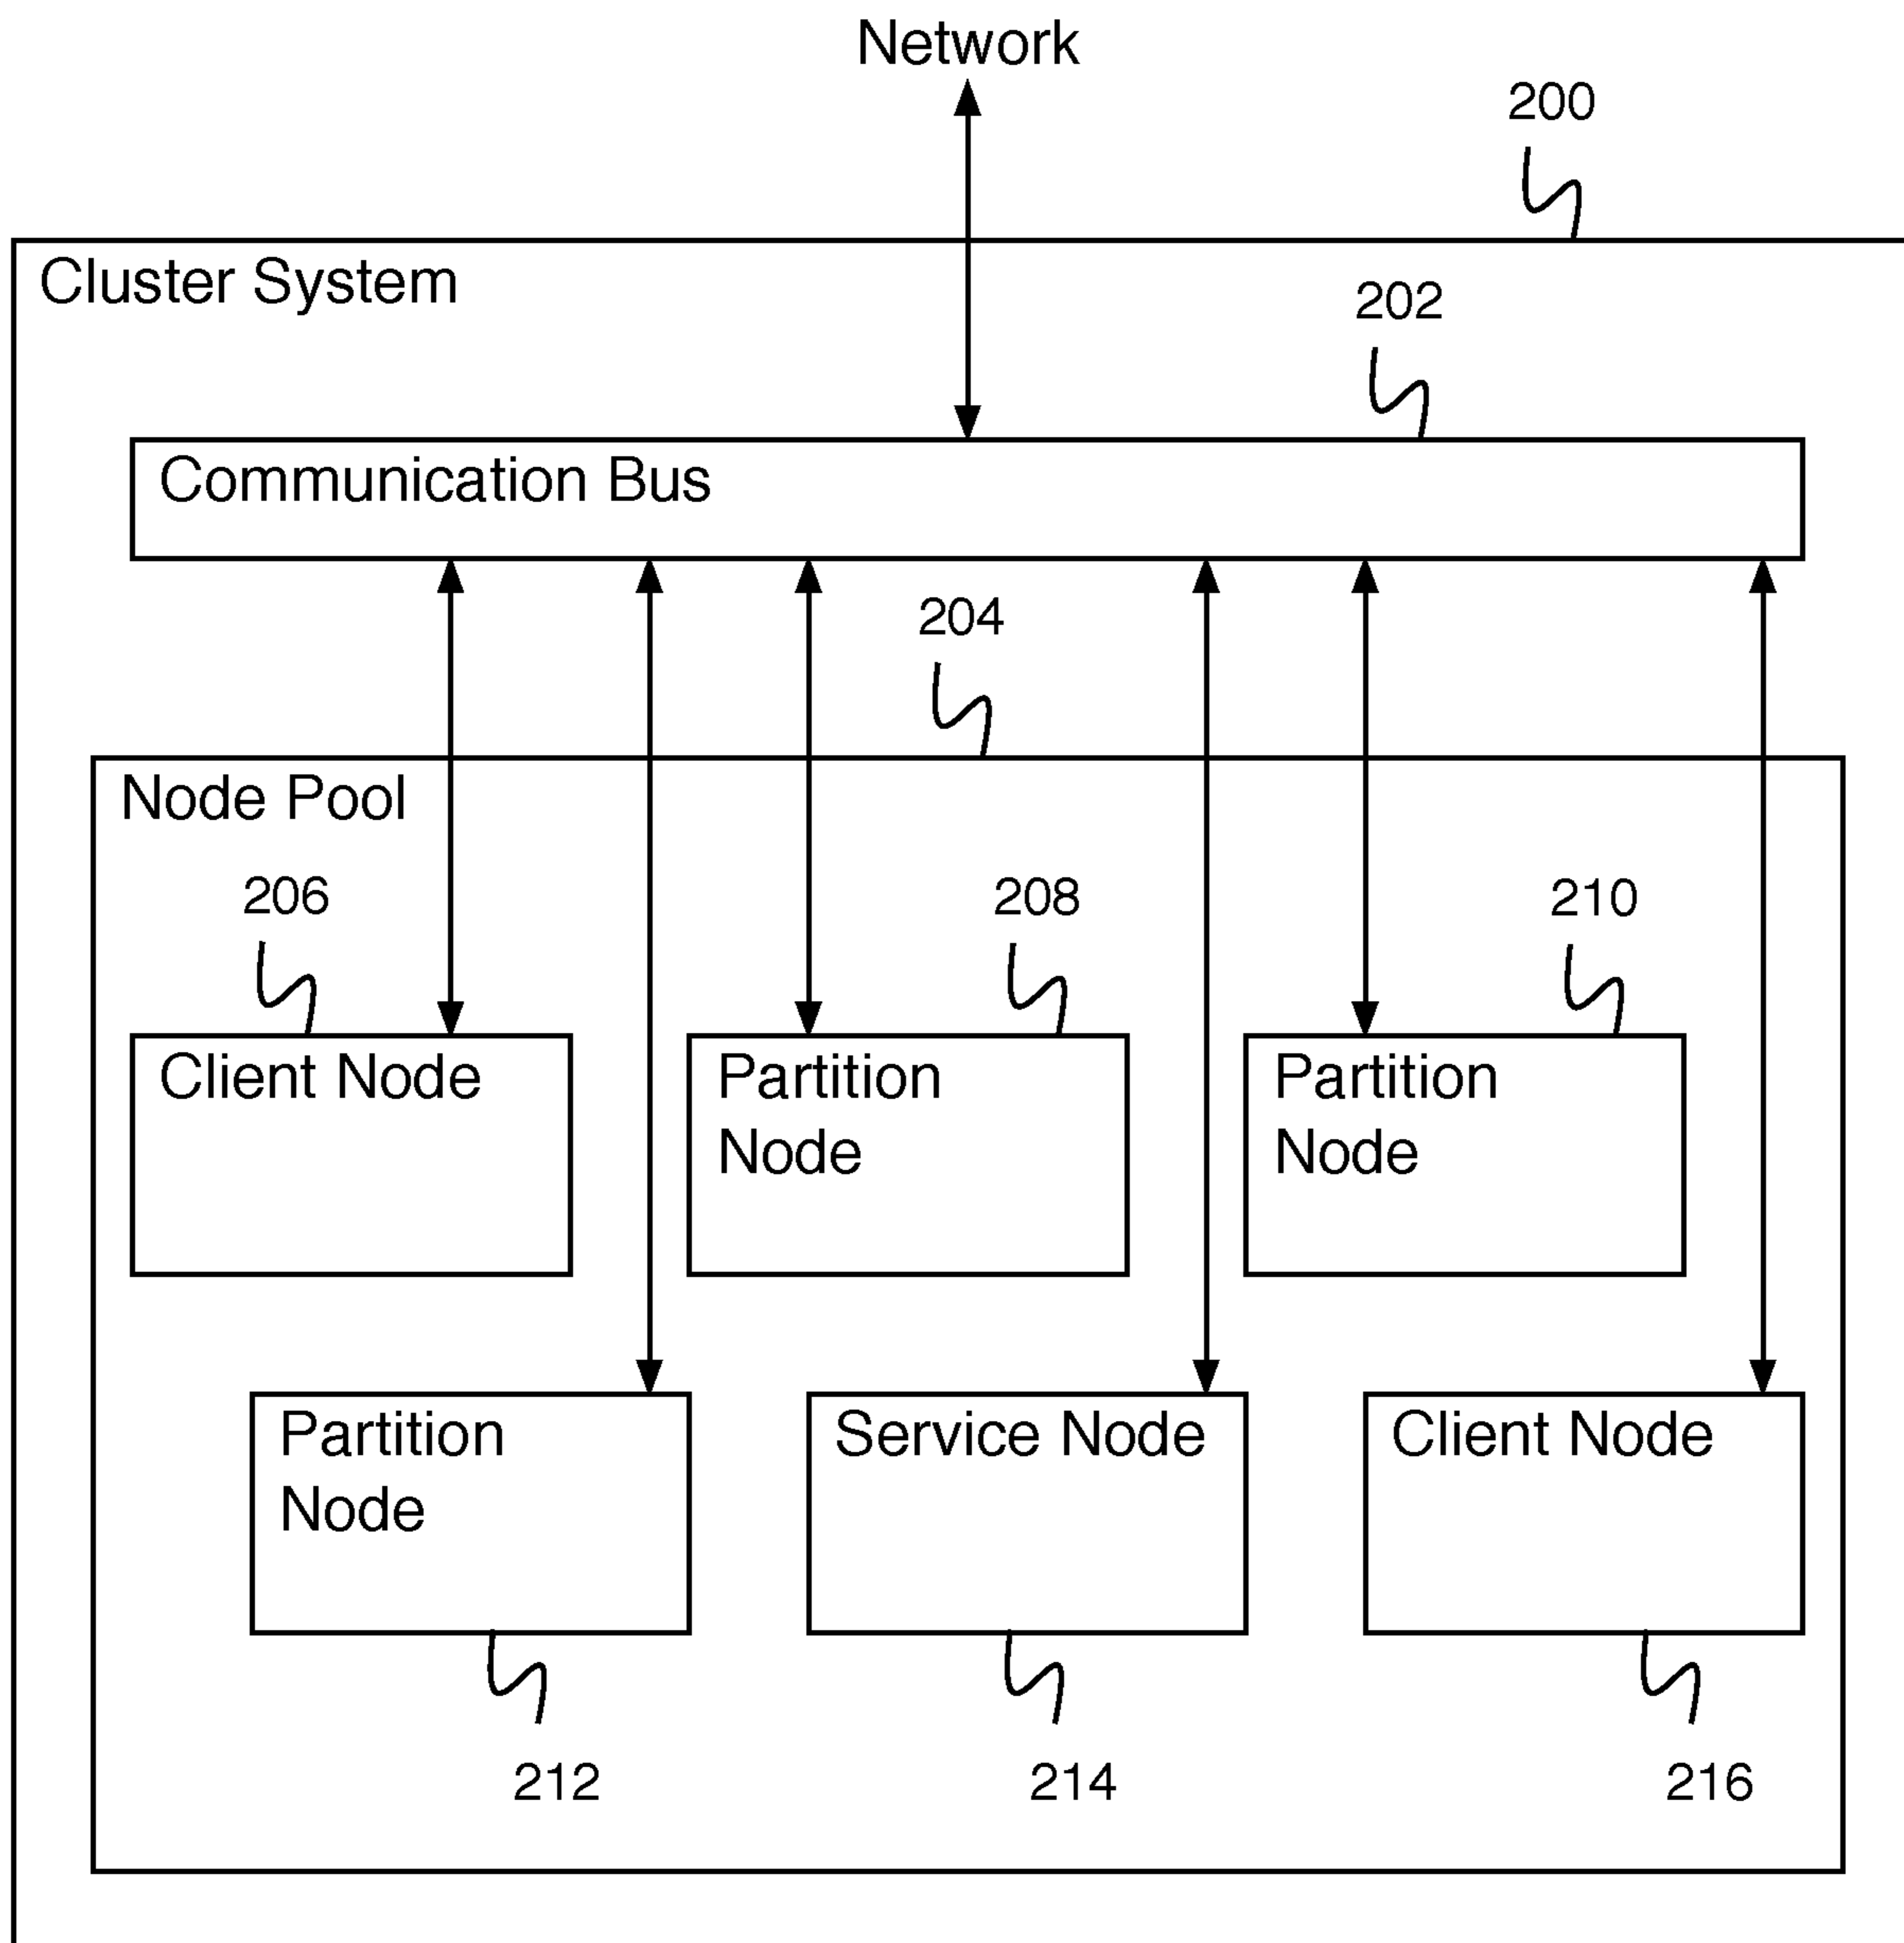 Network
200
Cluster System
202
Communication Bus
204
Node Pool
206
208
210
Client Node
Partition
Node
Partition
Node
Partition
Node
Service Node
Client Node
212
214
216